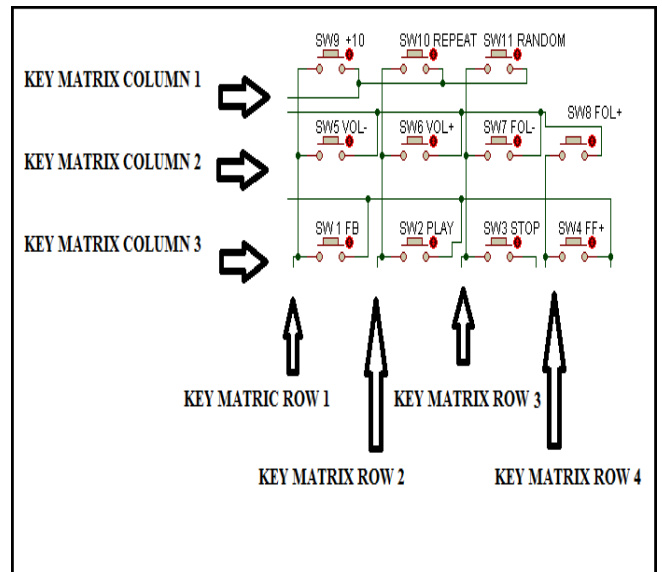 SW9 +10
SW10 REPEAT
SW11 RANDOM
KEY MATRIX COLUMN 1
SW8 FOL+
SW5 VOL-
SW6 VOL+
SW7 FOL-
KEY MATRIX COLUMN 2
KEY MATRIX COLUMN 3
SW 1 FB
SW2 PLAY
SW3 STOP
SW4 FF+
KEY MATRIC ROW 1
KEY MATRIX ROW 3
KEY MATRIX ROW 2
KEY MATRIX ROW 4